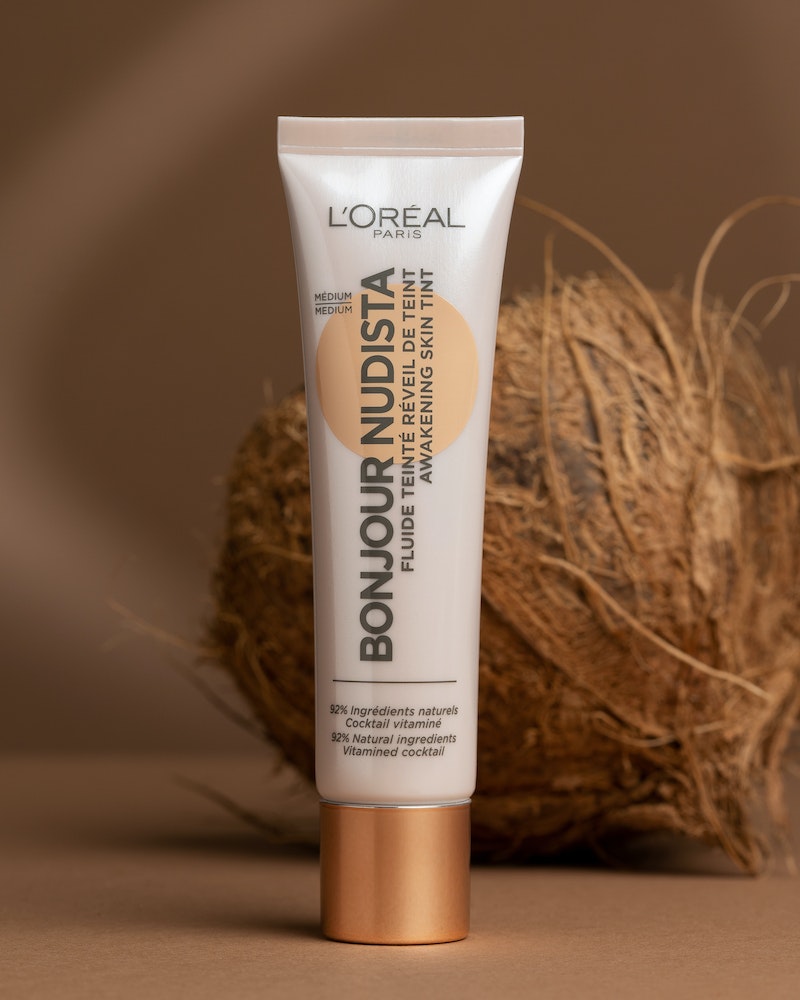 L'ORÉAL
PARIS
MÉDIUM
MEDIUM
BONJOUR NUDISTA
FLUIDE TEINTÉ RÉVEIL DE TEINT
AWAKENING SKIN TINT
92% Ingrédients naturels
Cocktail vitaminé
92% Natural ingredients
Vitamined cocktail